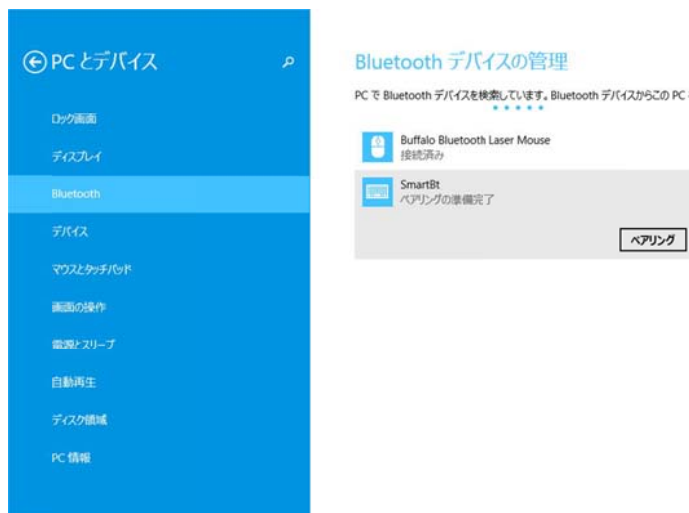 PC とデバイス
ロック画面
ディスプレイ
Bluetooth
デバイス
マウスとタッチパッド
画面の操作
電源とスリープ
自動再生
ディスク領域
PC 情報
Bluetooth デバイスの管理
PC で Bluetooth デバイスを検索しています。Bluetooth デバイスからこの PC
Buffalo Bluetooth Laser Mouse
接続済み
SmartBt
ペアリングの準備完了
ペアリング